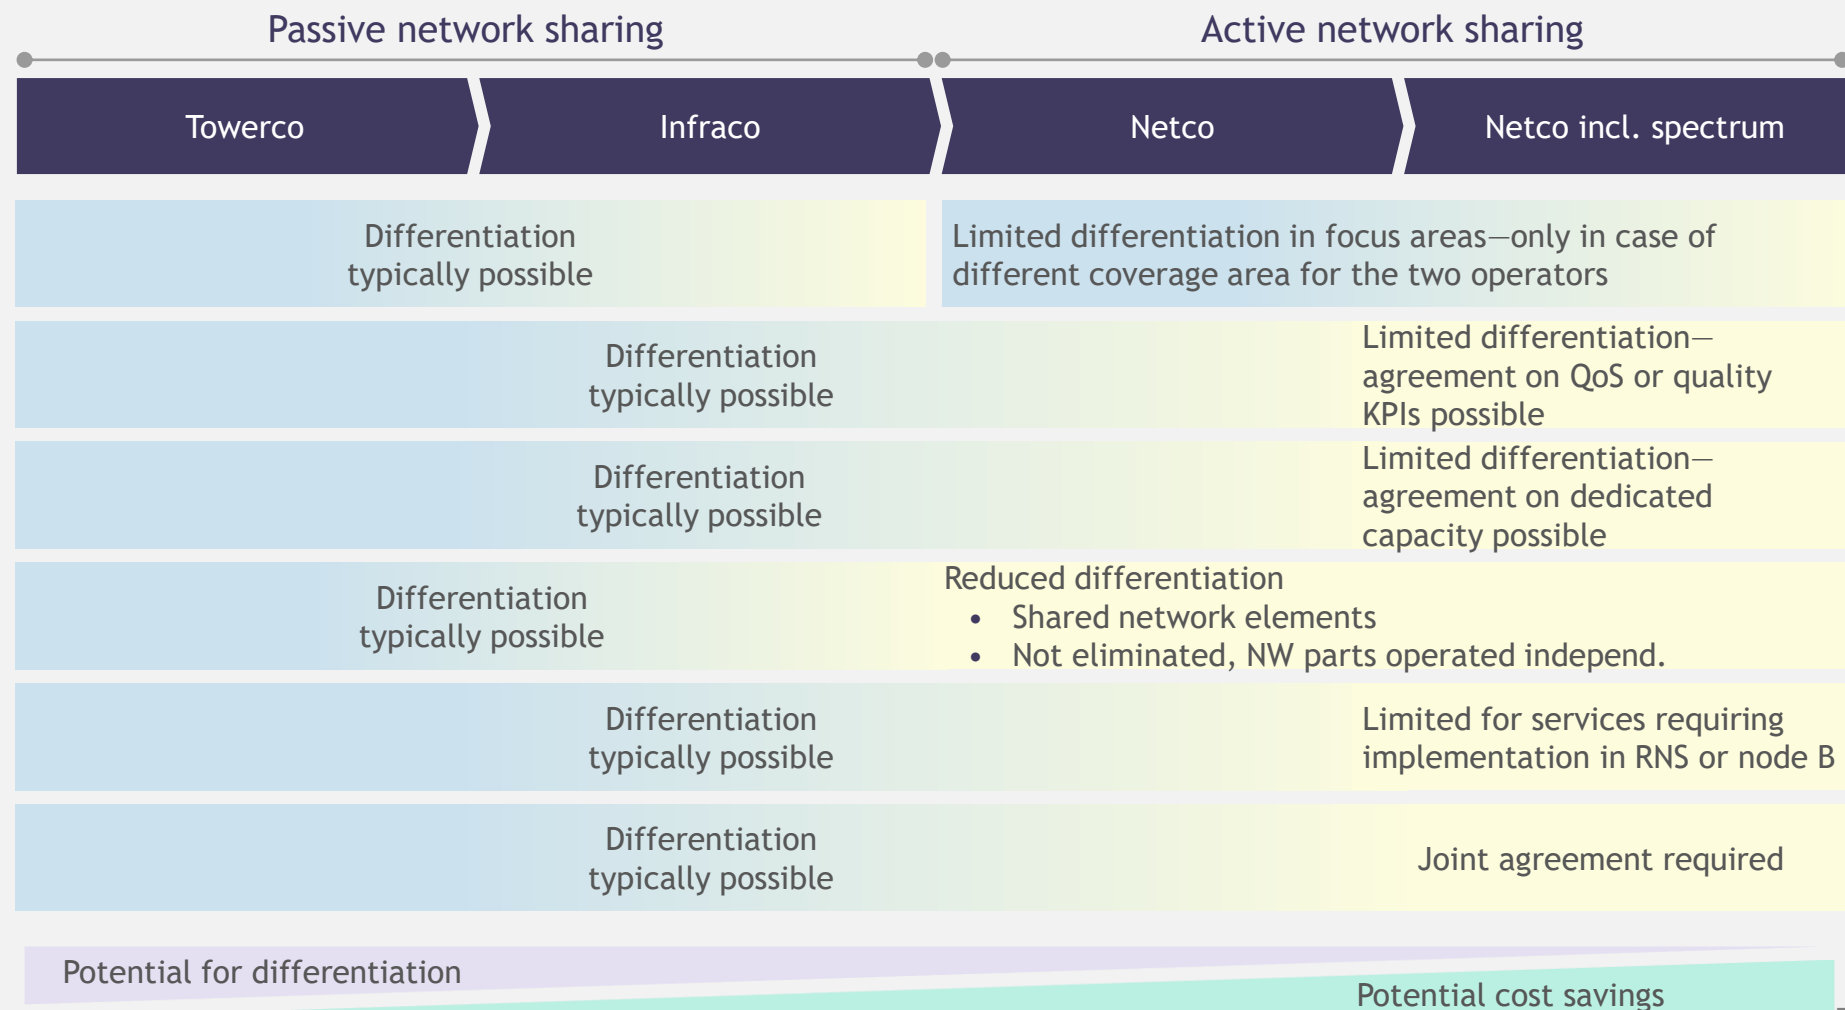 Passive network sharing
Active network sharing
Towerco
Infraco
Netco
Netco incl. spectrum
Differentiation
typically possible
Limited differentiation in focus areas—only in case of
different coverage area for the two operators
Differentiation
typically possible
Limited differentiation—
agreement on QoS or quality
KPIs possible
Differentiation
typically possible
Limited differentiation—
agreement on dedicated
capacity possible
Differentiation
typically possible
Reduced differentiation
• Shared network elements
• Not eliminated, NW parts operated independ.
Differentiation
typically possible
Limited for services requiring
implementation in RNS or node B
Differentiation
typically possible
Joint agreement required
Potential for differentiation
Potential cost savings